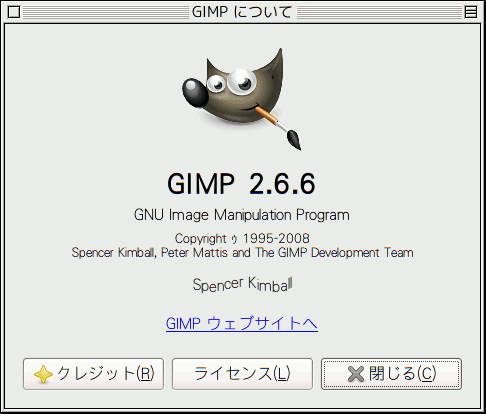 GIMP について
GIMP 2.6.6
GNU Image Manipulation Program
Copyright ｩ 1995-2008
Spencer Kimball, Peter Mattis and The GIMP Development Team
Spencer Kimball
GIMP ウェブサイトへ
クレジット(R) ライセンス(L) 閉じる(C)